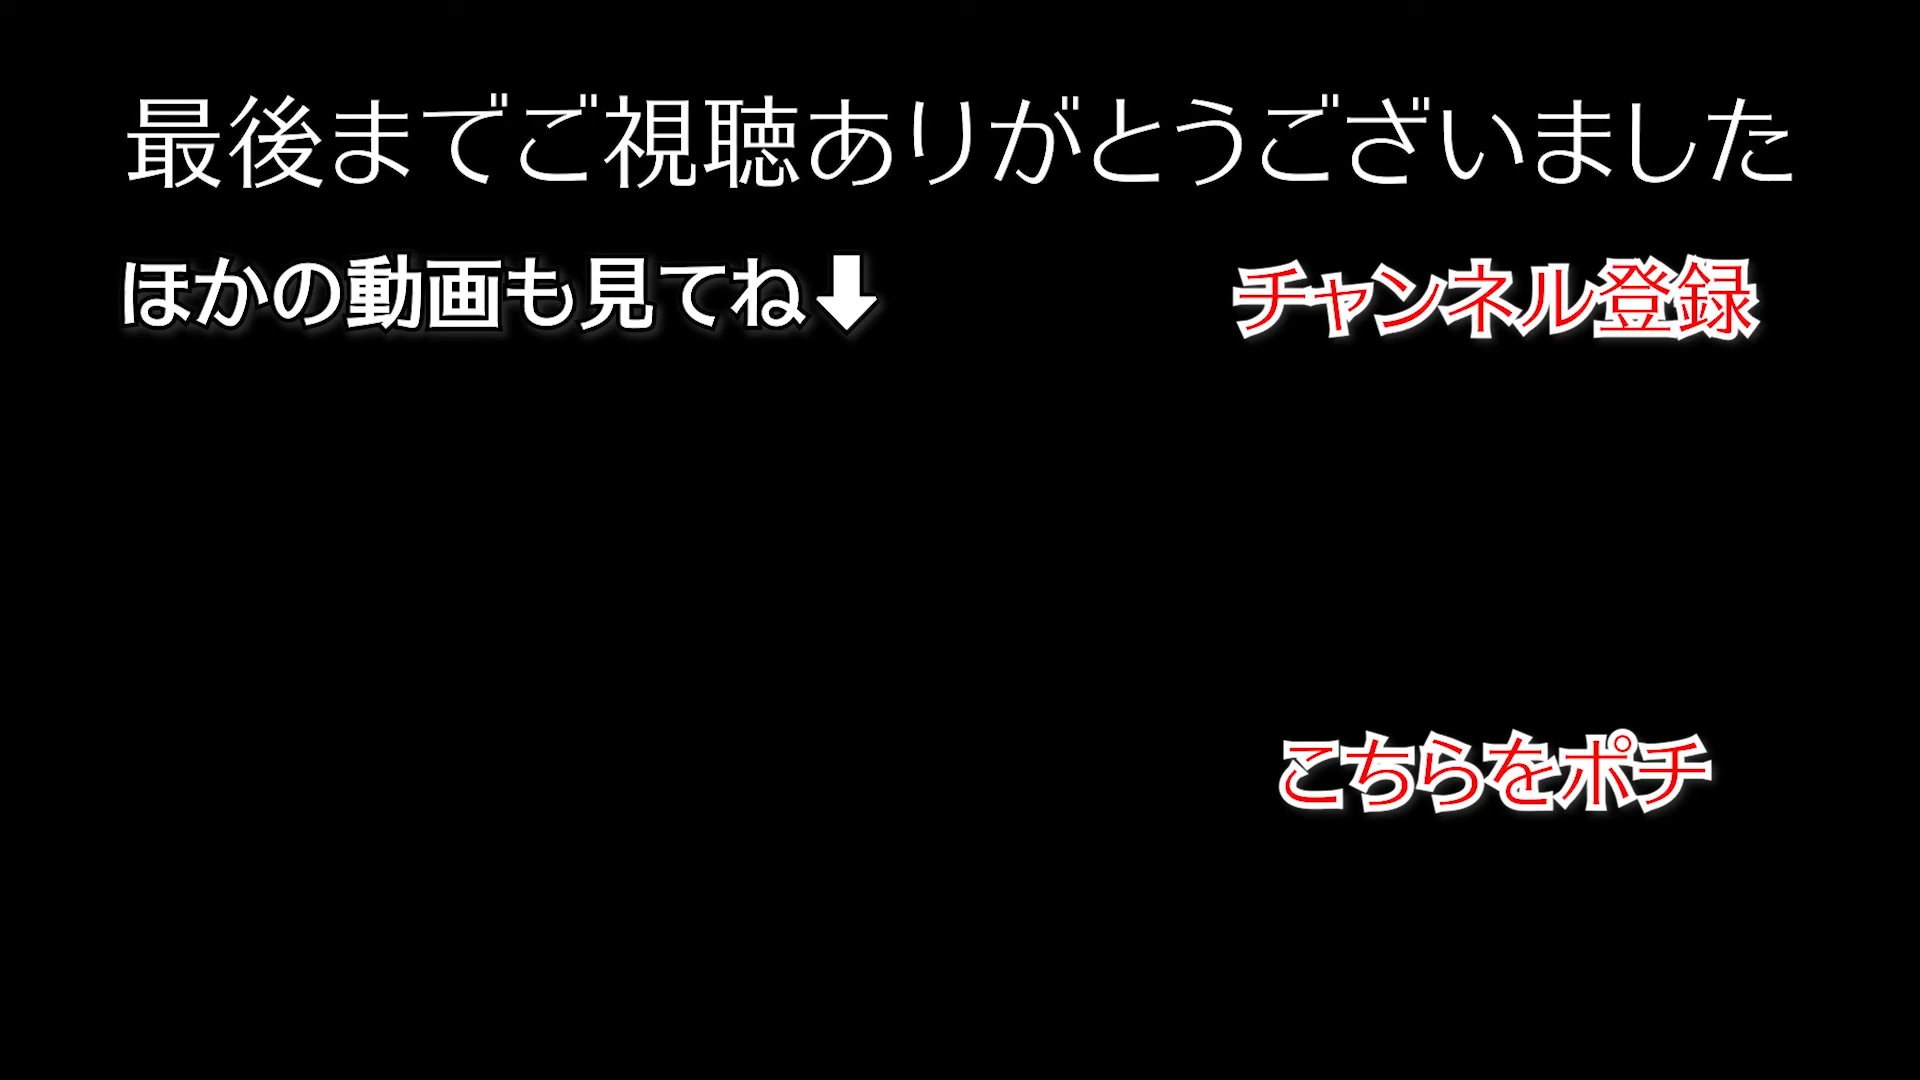 最後までご視聴ありがとうございました
ほかの動画も見てね⬇
チャンネル登録
こちらをポチ